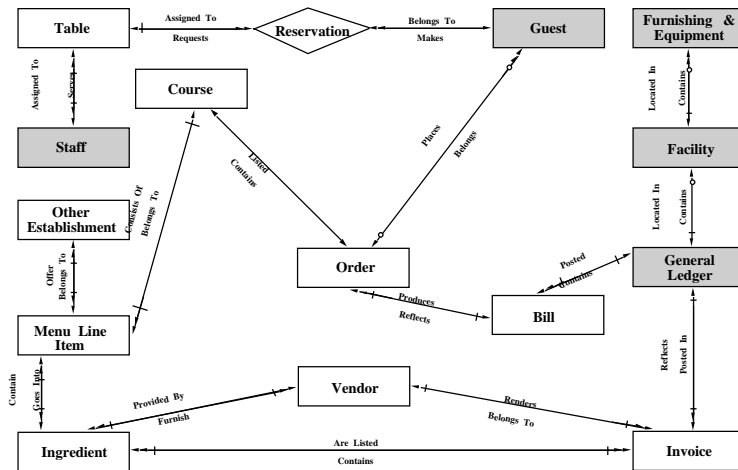 Table
Assigned To
Requests
Reservation
Belongs To
Makes
Guest
Furnishing &
Equipment
Assigned To
Serves
Course
Located In
Contains
Staff
Places
Belongs
Facility
Listed
Contains
Consists Of
Belongs To
Located In
Contains
Other
Establishment
Offer
Belongs To
Order
Posted
Contains
General
Ledger
Produces
Reflects
Bill
Menu Line
Item
Reflects
Posted In
Contain
Goes Into
Provided By
Furnish
Vendor
Renders
Belongs To
Ingredient
Are Listed
Contains
Invoice